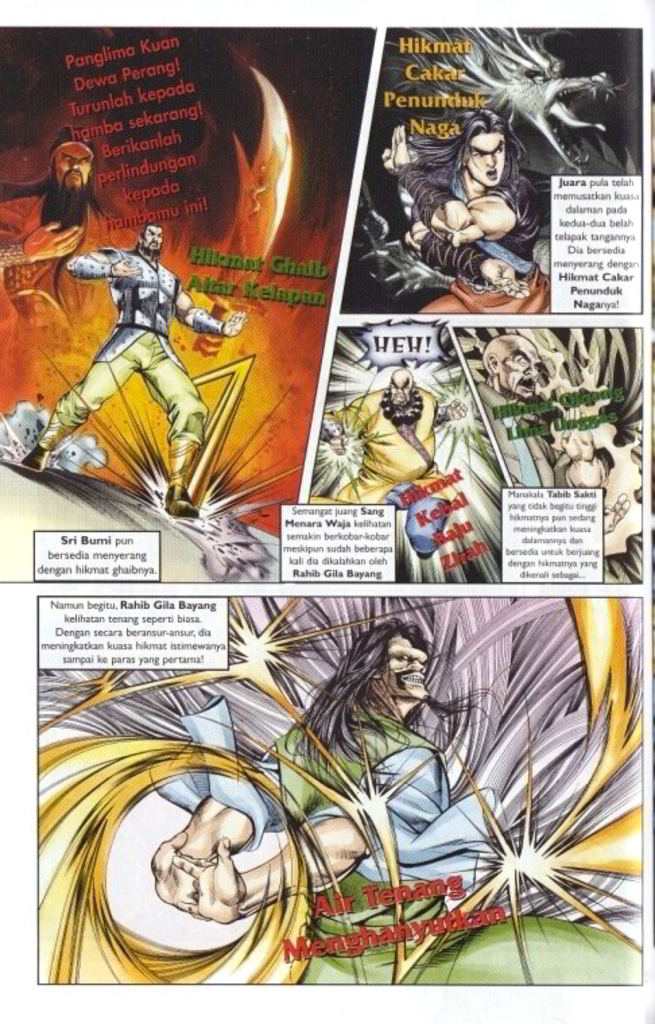 Panglima Kuan
Dewa Perang!
Turunlah kepada
hamba sekarang!
Berikanlah
perlindungan
kepada
hambamu ini!
Hikmat Ghaib
Altar Kelapan
Sri Bumi pun
bersedia menyerang
dengan hikmat ghaibnya.
Hikmat
Cakar
Penunduk
Naga
Juara pula telah
memusatkan kuasa
dalaman pada
kedua-dua belah
telapak tangannya
Dia bersedia
menyerang dengan
Hikmat Cakar
Penunduk
Naganya!
HEH!
Hikmat
Kebal
Batu
Zirah
Semangat juang Sang
Menara Waja kelihatan
semakin berkobar-kobar
meskipun sudah beberapa
kali dia dikalahkan oleh
Rahib Gila Bayang
Hikmat Qigong
Lima Unggas
Manakala Tabib Sakti
yang tidak begitu tinggi
hikmatnya pun sedang
meningkatkan kuasa
dalamannya dan
bersedia untuk berjuang
dengan hikmatnya yang
dikenali sebagai...
Namun begitu, Rahib Gila Bayang
kelihatan tenang seperti biasa.
Dengan secara beransur-ansur, dia
meningkatkan kuasa hikmat istimewanya
sampai ke paras yang pertama!
Air Tenang
Menghanyutkan